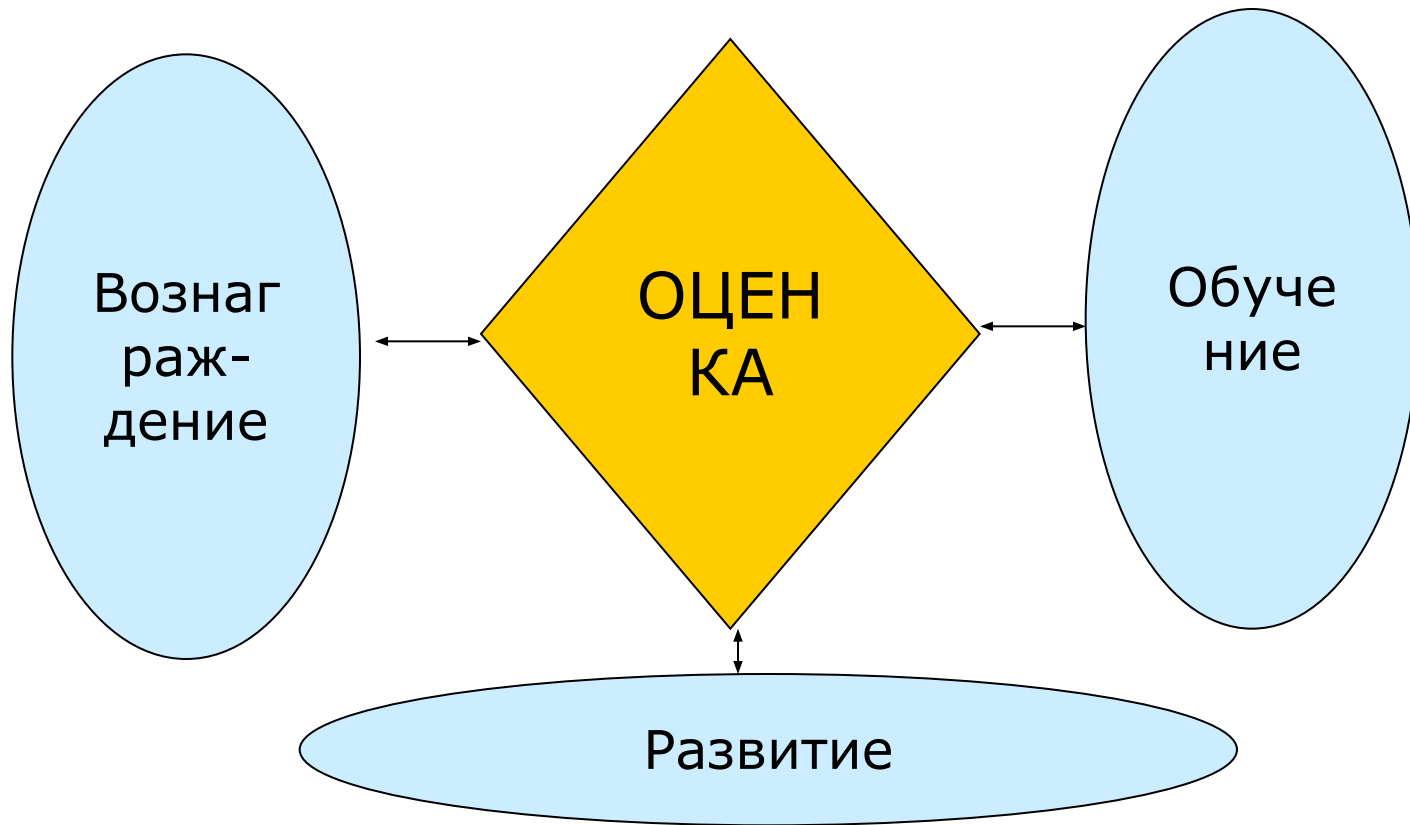 Вознаг
раж-
дение
ОЦЕН
КА
Обуче
ние
Развитие